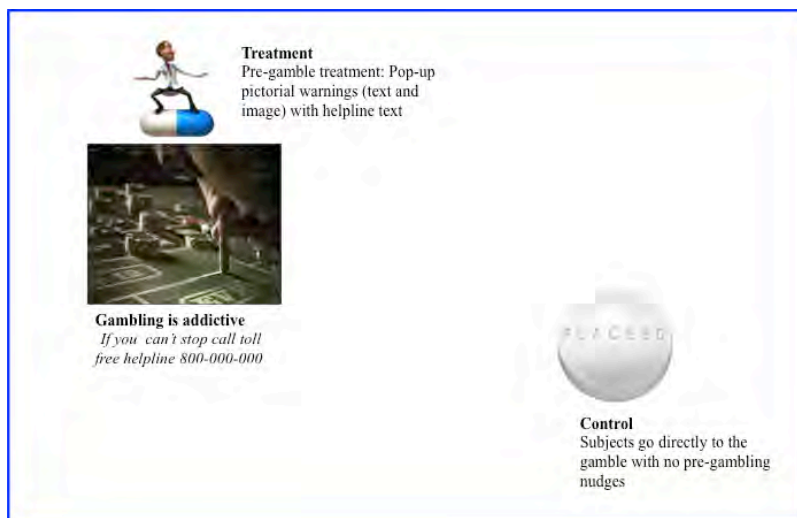 Treatment
Pre-gamble treatment: Pop-up
pictorial warnings (text and
image) with helpline text
Gambling is addictive
If you can't stop call toll
free helpline 800-000-000
PLACEBO
Control
Subjects go directly to the
gamble with no pre-gambling
nudges